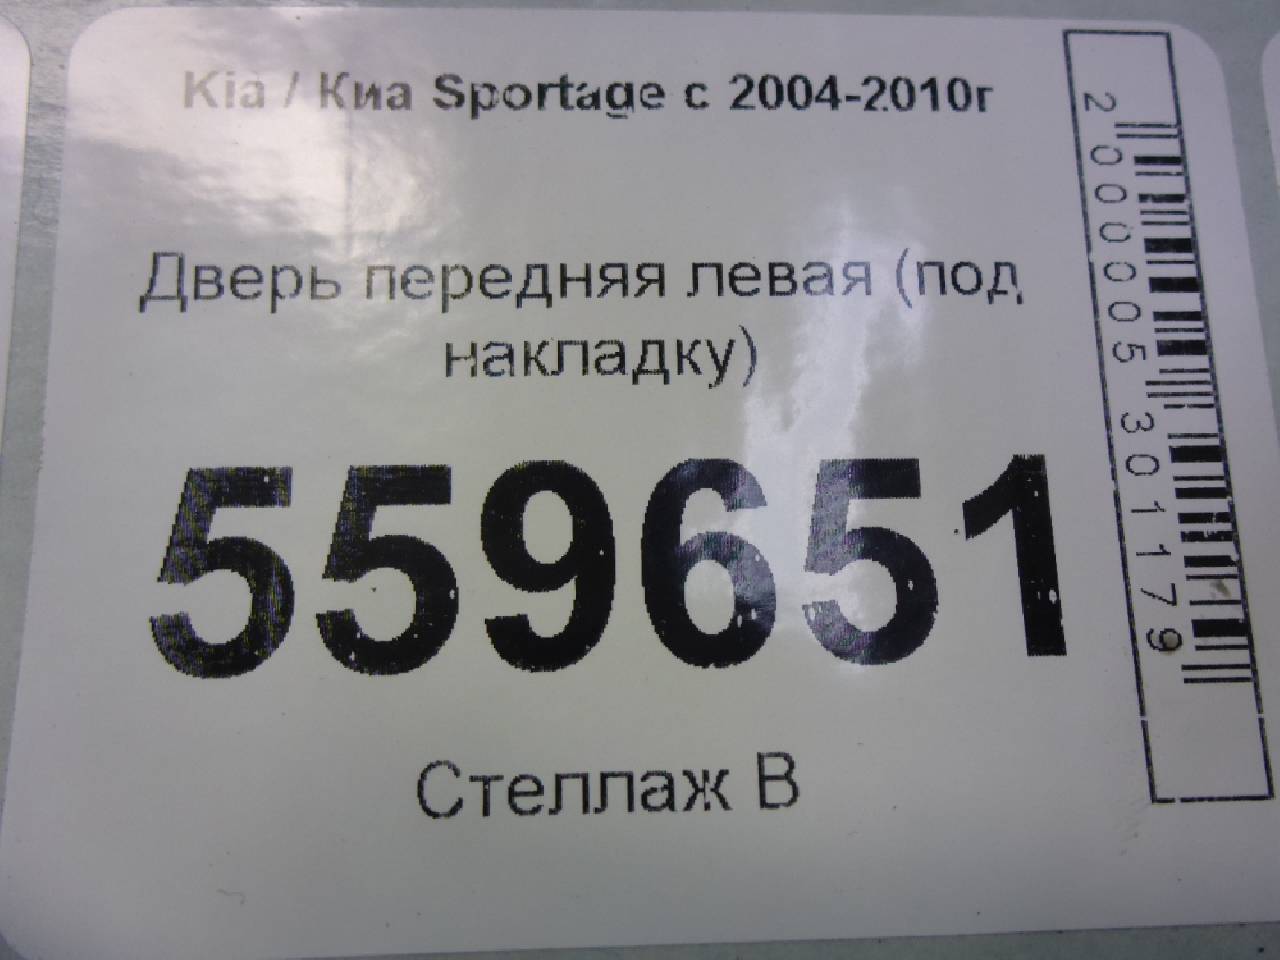 Kia / Киа Sportage с 2004-2010г
Дверь передняя левая (под
накладку)
559651
Стеллаж В
2000005301179